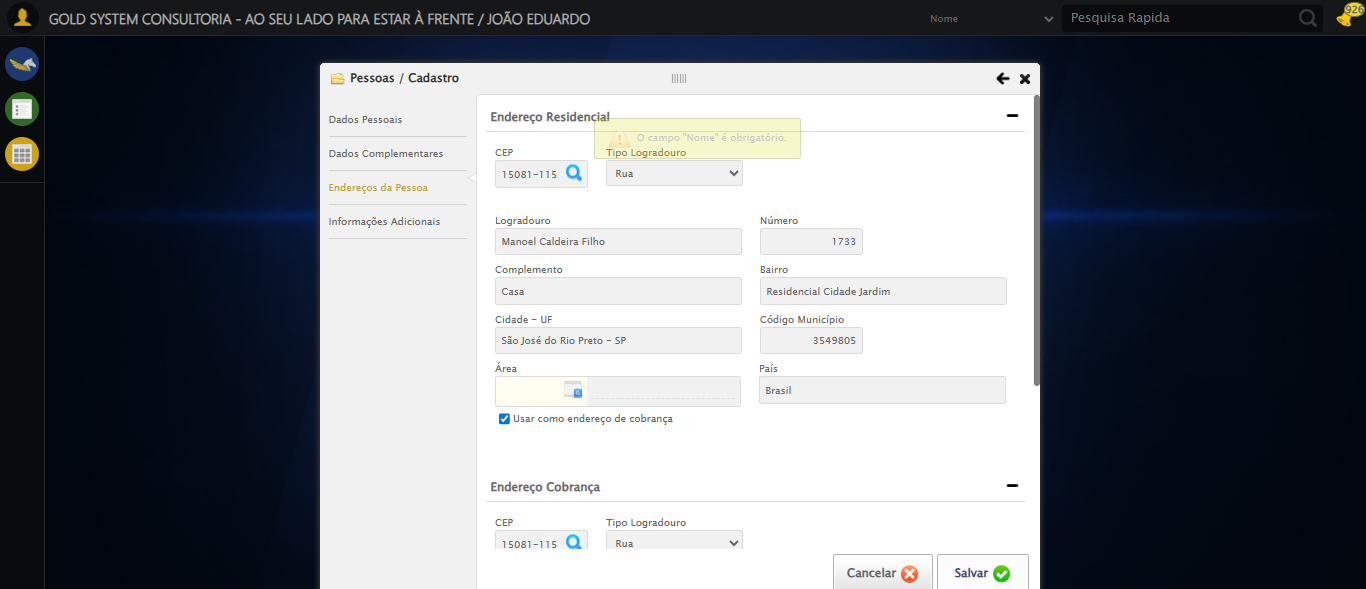 GOLD SYSTEM CONSULTORIA - AO SEU LADO PARA ESTAR À FRENTE / JOÃO EDUARDO
Nome
Pesquisa Rapida
926
Pessoas / Cadastro
Dados Pessoais
Dados Complementares
Endereços da Pessoa
Informações Adicionais
Endereço Residencial
O campo "Nome" é obrigatório.
CEP
Tipo Logradouro
15081-115
Rua
Logradouro
Número
Manoel Caldeira Filho
1733
Complemento
Bairro
Casa
Residencial Cidade Jardim
Cidade - UF
Código Município
São José do Rio Preto - SP
3549805
Área
País
Brasil
Usar como endereço de cobrança
Endereço Cobrança
CEP
Tipo Logradouro
15081-115
Rua
Cancelar
Salvar